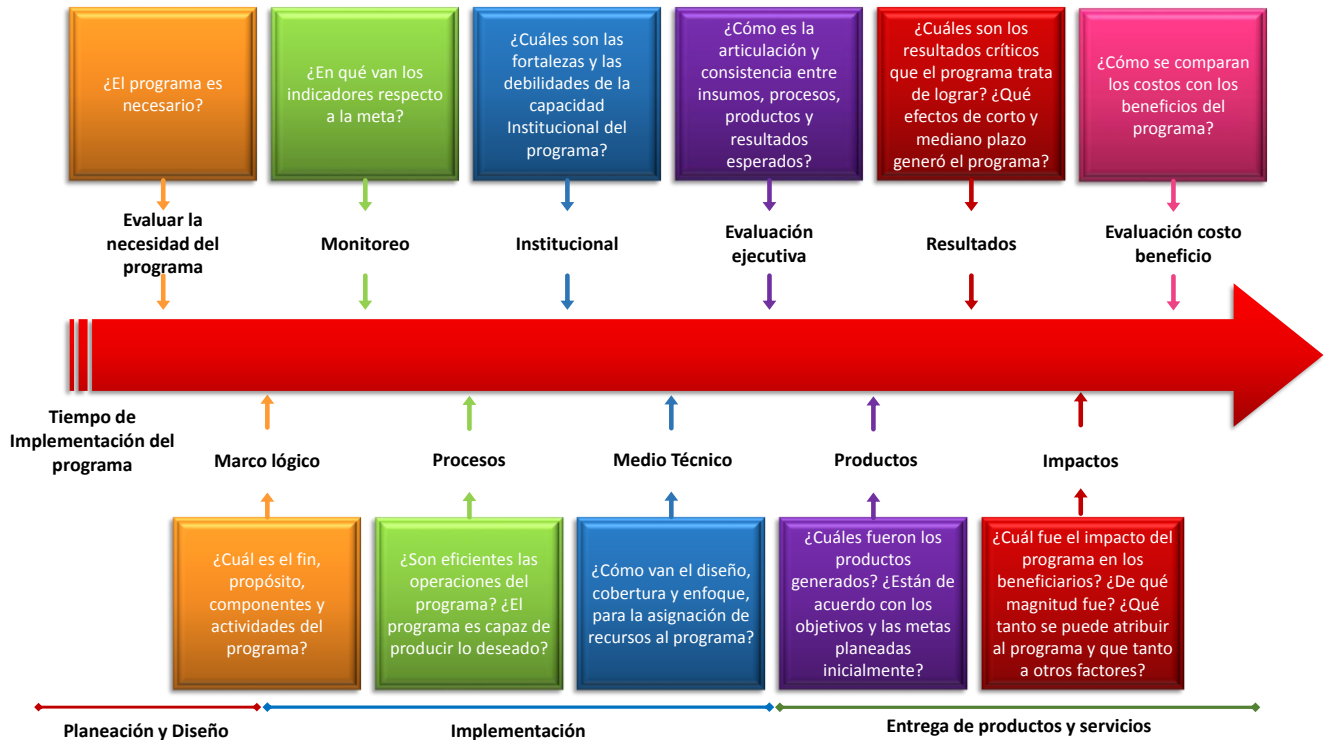 ¿El programa es
necesario?
¿En qué van los
indicadores respecto
a la meta?
¿Cuáles son las
fortalezas y las
debilidades de la
capacidad
Institucional del
programa?
¿Cómo es la
articulación y
consistencia entre
insumos, procesos,
productos y
resultados
esperados?
¿Cuáles son los
resultados críticos
que el programa trata
de lograr? ¿Qué
efectos de corto y
mediano plazo
generó el programa?
¿Cómo se comparan
los costos con los
beneficios del
programa?
Evaluar la
necesidad del
programa
Monitoreo
Institucional
Evaluación
ejecutiva
Resultados
Evaluación costo
beneficio
Tiempo de
Implementación del
programa
Marco lógico
Procesos
Medio Técnico
Productos
Impactos
¿Cuál es el fin,
propósito,
componentes y
actividades del
programa?
¿Son eficientes las
operaciones del
programa? ¿El
programa es capaz de
producir lo deseado?
¿Cómo van el diseño,
cobertura y enfoque,
para la asignación de
recursos al programa?
¿Cuáles fueron los
productos
generados? ¿Están de
acuerdo con los
objetivos y las metas
planeadas
inicialmente?
¿Cuál fue el impacto del
programa en los
beneficiarios? ¿De qué
magnitud fue? ¿Qué
tanto se puede atribuir
al programa y que tanto
a otros factores?
Planeación y Diseño
Implementación
Entrega de productos y servicios